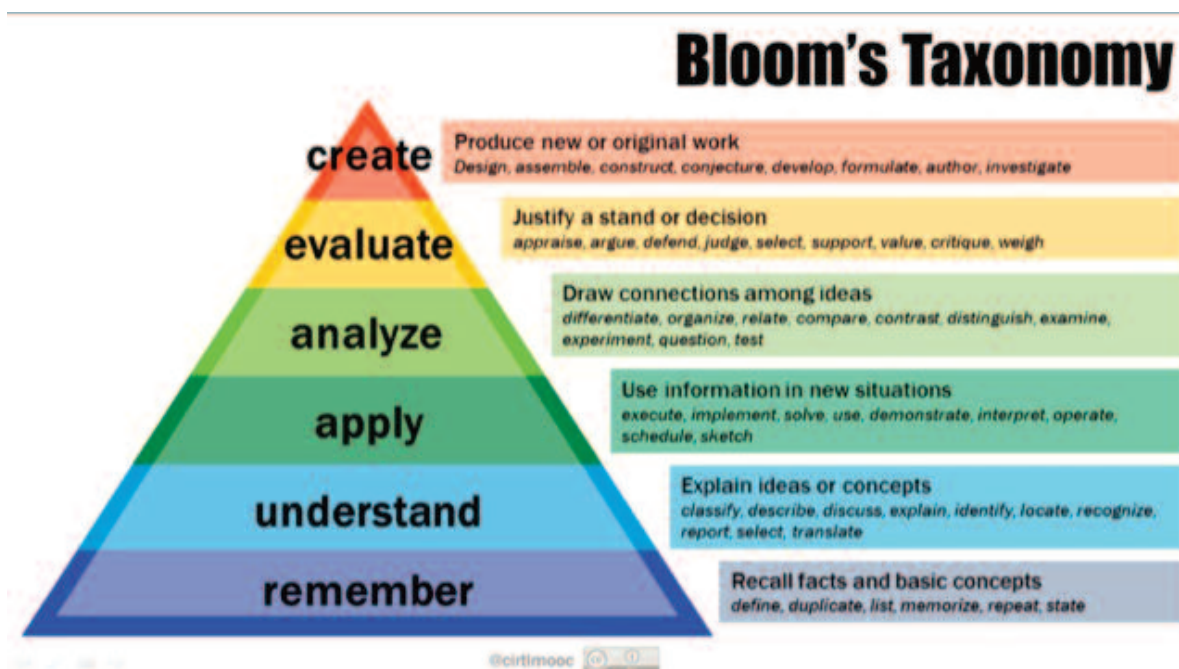 Bloom's Taxonomy
create
Produce new or original work
Design, assemble, construct, conjecture, develop, formulate, author, investigate
evaluate
Justify a stand or decision
appraise, argue, defend, judge, select, support, value, critique, weigh
analyze
Draw connections among ideas
differentiate, organize, relate, compare, contrast, distinguish, examine,
experiment, question, test
apply
Use information in new situations
execute, implement, solve, use, demonstrate, interpret, operate,
schedule, sketch
understand
Explain ideas or concepts
classify, describe, discuss, explain, identify, locate, recognize,
report, select, translate
remember
Recall facts and basic concepts
define, duplicate, list, memorize, repeat, state
@cirtlmooc